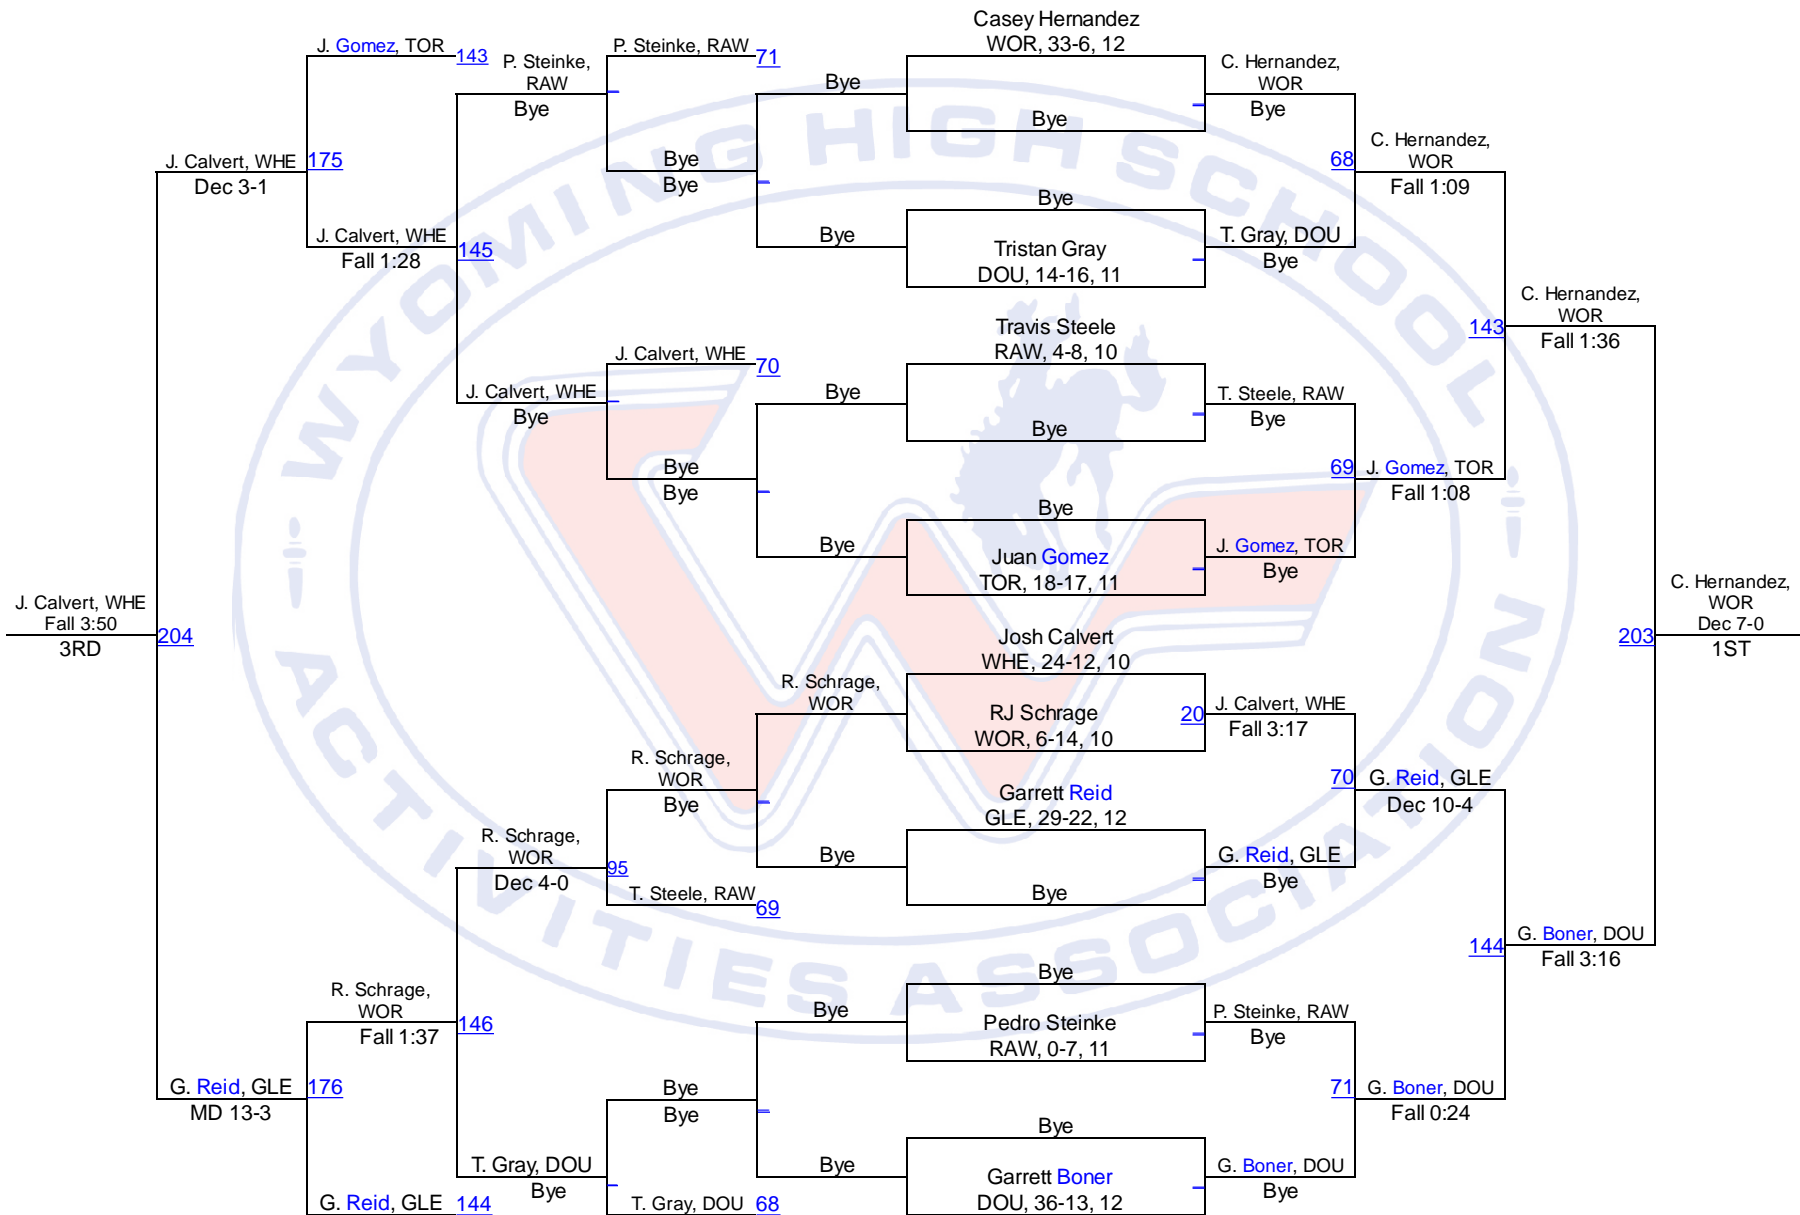 Casey Hernandez
WOR, 33-6, 12
J. Gomez, TOR
143
P. Steinke,
RAW
Bye
P. Steinke, RAW
71
Bye
Bye
C. Hernandez,
WOR
Bye
68
C. Hernandez,
WOR
Fall 1:09
J. Calvert, WHE
175
Dec 3-1
Bye
Bye
Bye
Bye
Tristan Gray
DOU, 14-16, 11
T. Gray, DOU
Bye
J. Calvert, WHE
145
Fall 1:28
C. Hernandez,
WOR
143
Fall 1:36
Travis Steele
RAW, 4-8, 10
J. Calvert, WHE
70
J. Calvert, WHE
Bye
Bye
Bye
T. Steele, RAW
Bye
Bye
Bye
69
J. Gomez, TOR
Fall 1:08
Bye
Bye
Juan Gomez
TOR, 18-17, 11
J. Gomez, TOR
Bye
J. Calvert, WHE
Fall 3:50
204
3RD
C. Hernandez,
WOR
Dec 7-0
203
1ST
Josh Calvert
WHE, 24-12, 10
R. Schrage,
WOR
RJ Schrage
WOR, 6-14, 10
20
J. Calvert, WHE
Fall 3:17
R. Schrage,
WOR
Bye
70
G. Reid, GLE
Dec 10-4
Garrett Reid
GLE, 29-22, 12
R. Schrage,
WOR
Dec 4-0
95
Bye
Bye
G. Reid, GLE
Bye
T. Steele, RAW
69
144
G. Boner, DOU
Fall 3:16
R. Schrage,
WOR
Fall 1:37
146
Bye
Bye
Pedro Steinke
RAW, 0-7, 11
P. Steinke, RAW
Bye
G. Reid, GLE
176
MD 13-3
Bye
Bye
71
G. Boner, DOU
Fall 0:24
T. Gray, DOU
Bye
Bye
Bye
Garrett Boner
DOU, 36-13, 12
G. Boner, DOU
Bye
G. Reid, GLE
144
T. Gray, DOU
68
WYOMING HIGH SCHOOL
ACTIVITIES ASSOCIATION